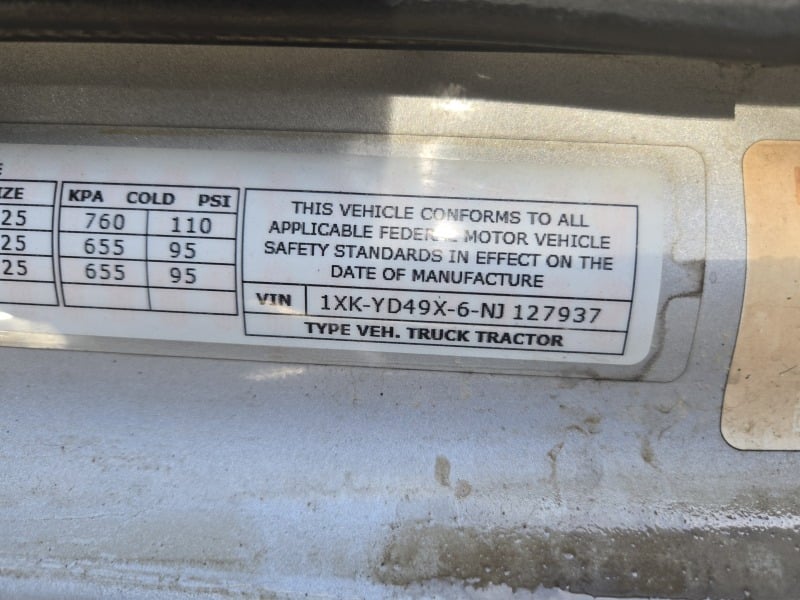 E
IZE
KPA COLD PSI
25 760 110
25 655 95
25 655 95
THIS VEHICLE CONFORMS TO ALL
APPLICABLE FEDERAL MOTOR VEHICLE
SAFETY STANDARDS IN EFFECT ON THE
DATE OF MANUFACTURE
VIN 1XK-YD49X-6-NJ 127937
TYPE VEH. TRUCK TRACTOR